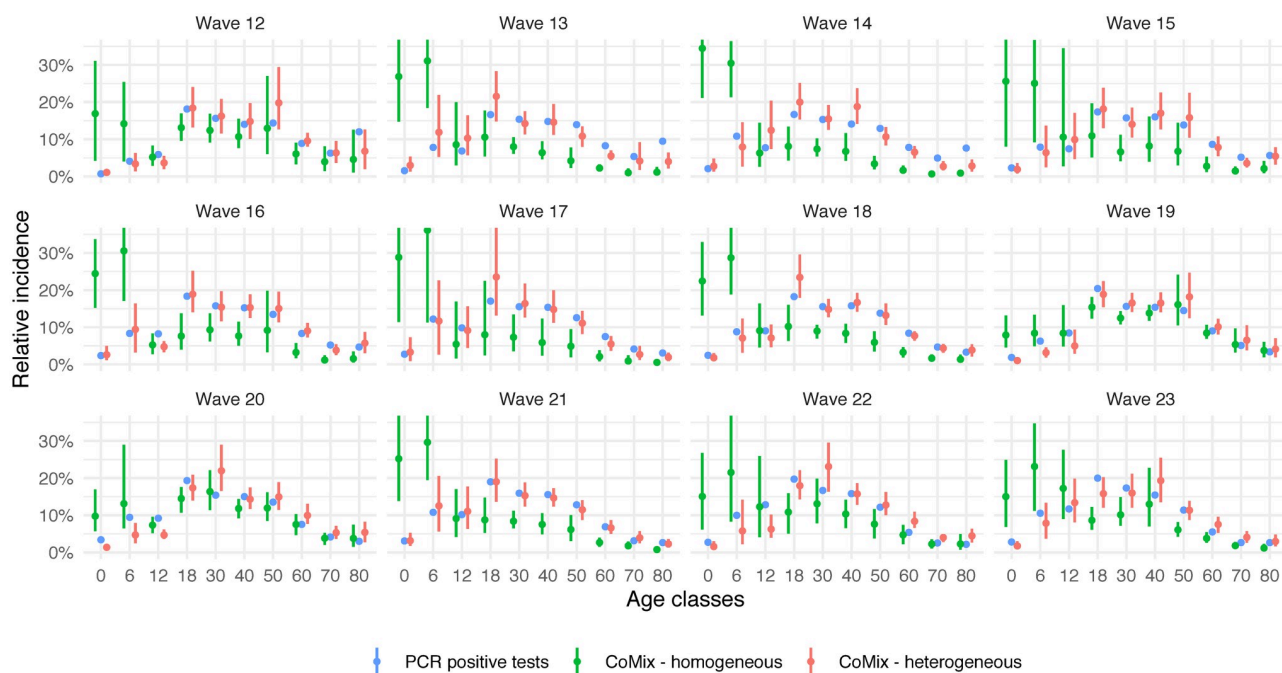 Wave 12 Wave 13 Wave 14 Wave 15
30%
20%
10%
0%
Wave 16 Wave 17 Wave 18 Wave 19
30%
20%
10%
0%
Wave 20 Wave 21 Wave 22 Wave 23
30%
20%
10%
0%
Relative incidence
0 6 12 18 30 40 50 60 70 80 0 6 12 18 30 40 50 60 70 80 0 6 12 18 30 40 50 60 70 80 0 6 12 18 30 40 50 60 70 80
Age classes
PCR positive tests CoMix - homogeneous CoMix - heterogeneous